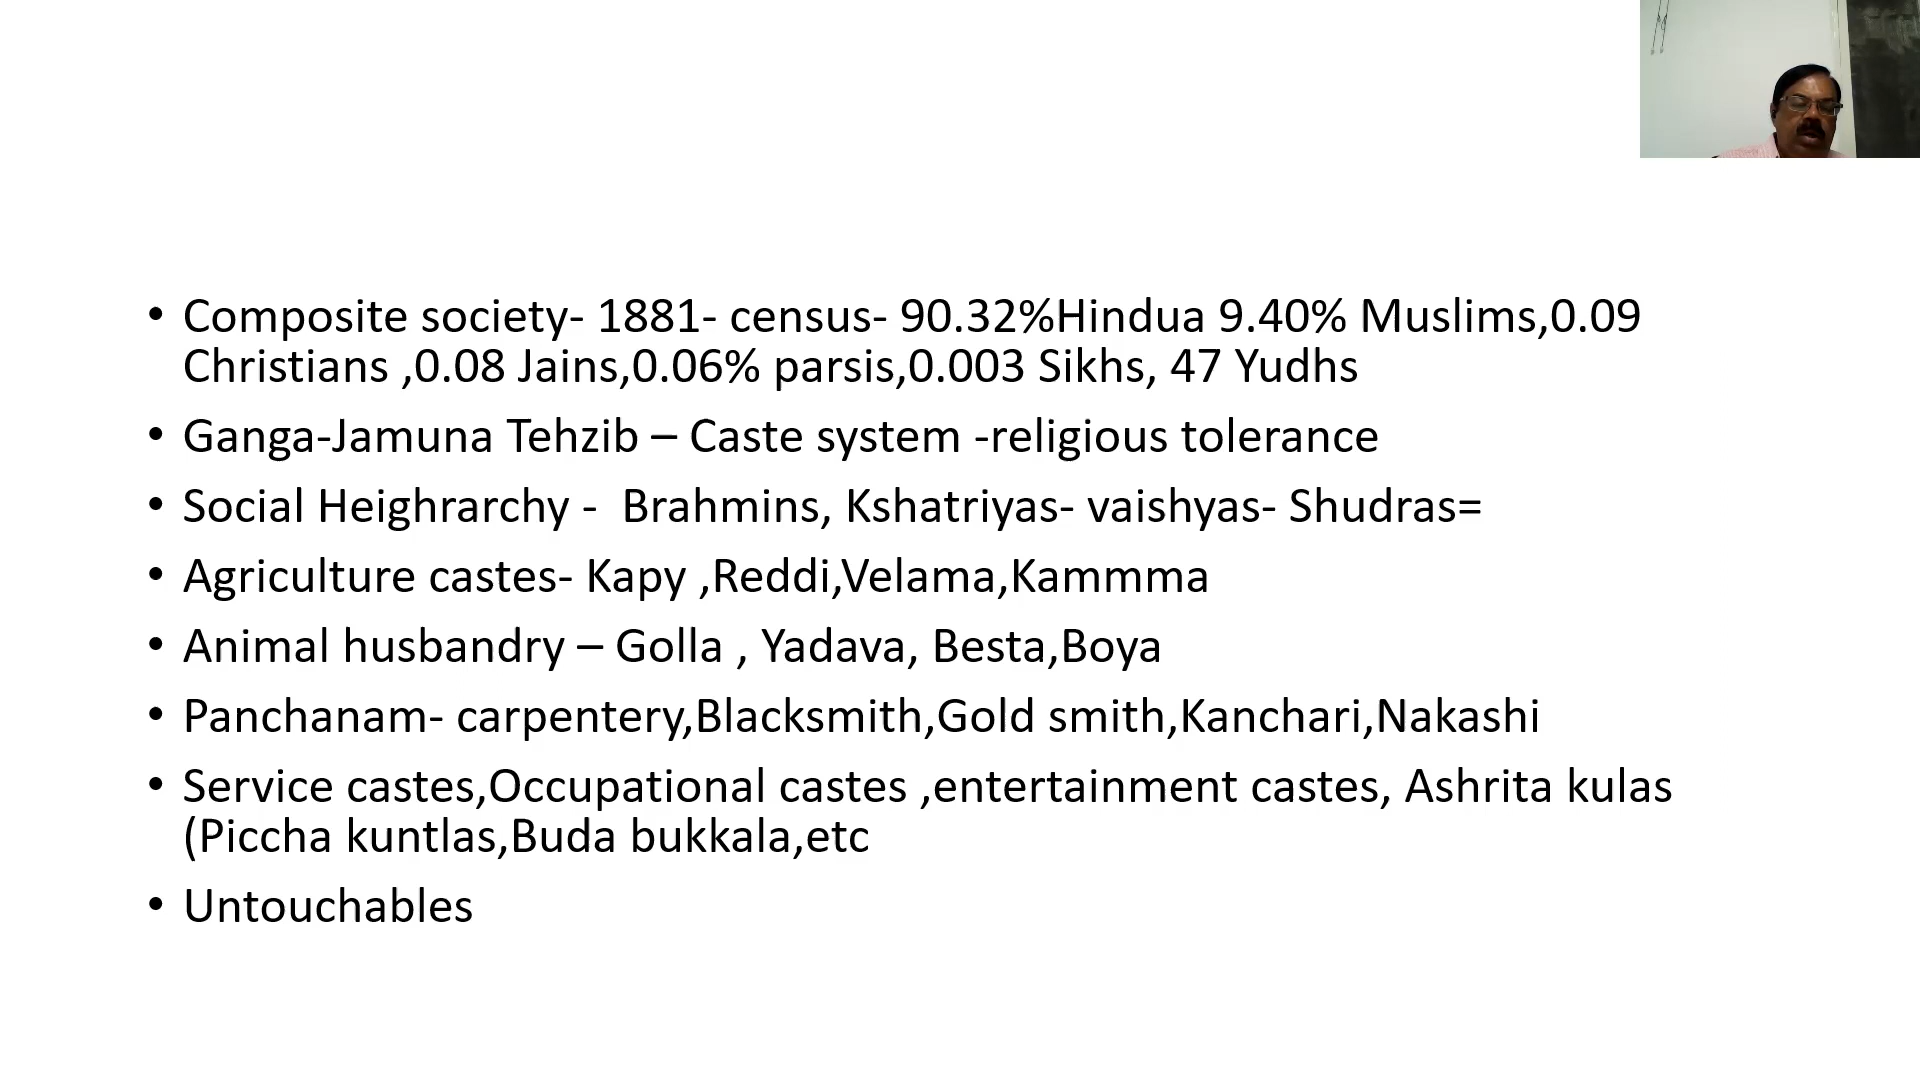 • Composite society- 1881- census- 90.32%Hindua 9.40% Muslims,0.09
Christians ,0.08 Jains,0.06% parsis,0.003 Sikhs, 47 Yudhs
• Ganga-Jamuna Tehzib – Caste system -religious tolerance
• Social Heighrarchy -  Brahmins, Kshatriyas- vaishyas- Shudras=
• Agriculture castes- Kapy ,Reddi,Velama,Kammma
• Animal husbandry – Golla , Yadava, Besta,Boya
• Panchanam- carpentery,Blacksmith,Gold smith,Kanchari,Nakashi
• Service castes,Occupational castes ,entertainment castes, Ashrita kulas
(Piccha kuntlas,Buda bukkala,etc
• Untouchables